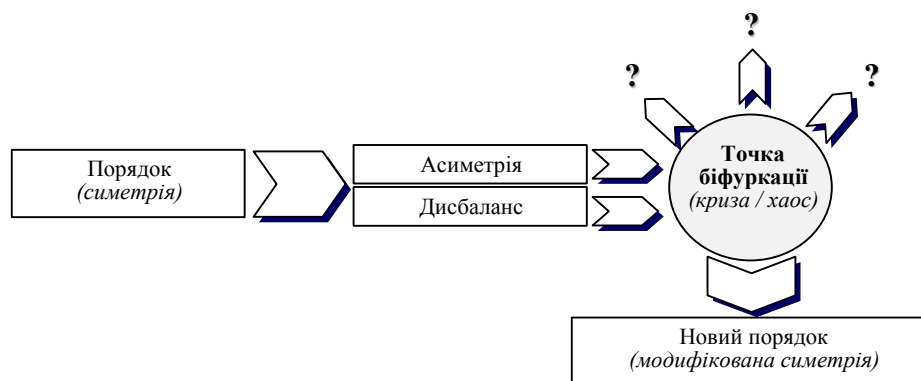 ?
?
?
Порядок
(симетрія)
Асиметрія
Дисбаланс
Точка
біфуркації
(криза / хаос)
Новий порядок
(модифікована симетрія)